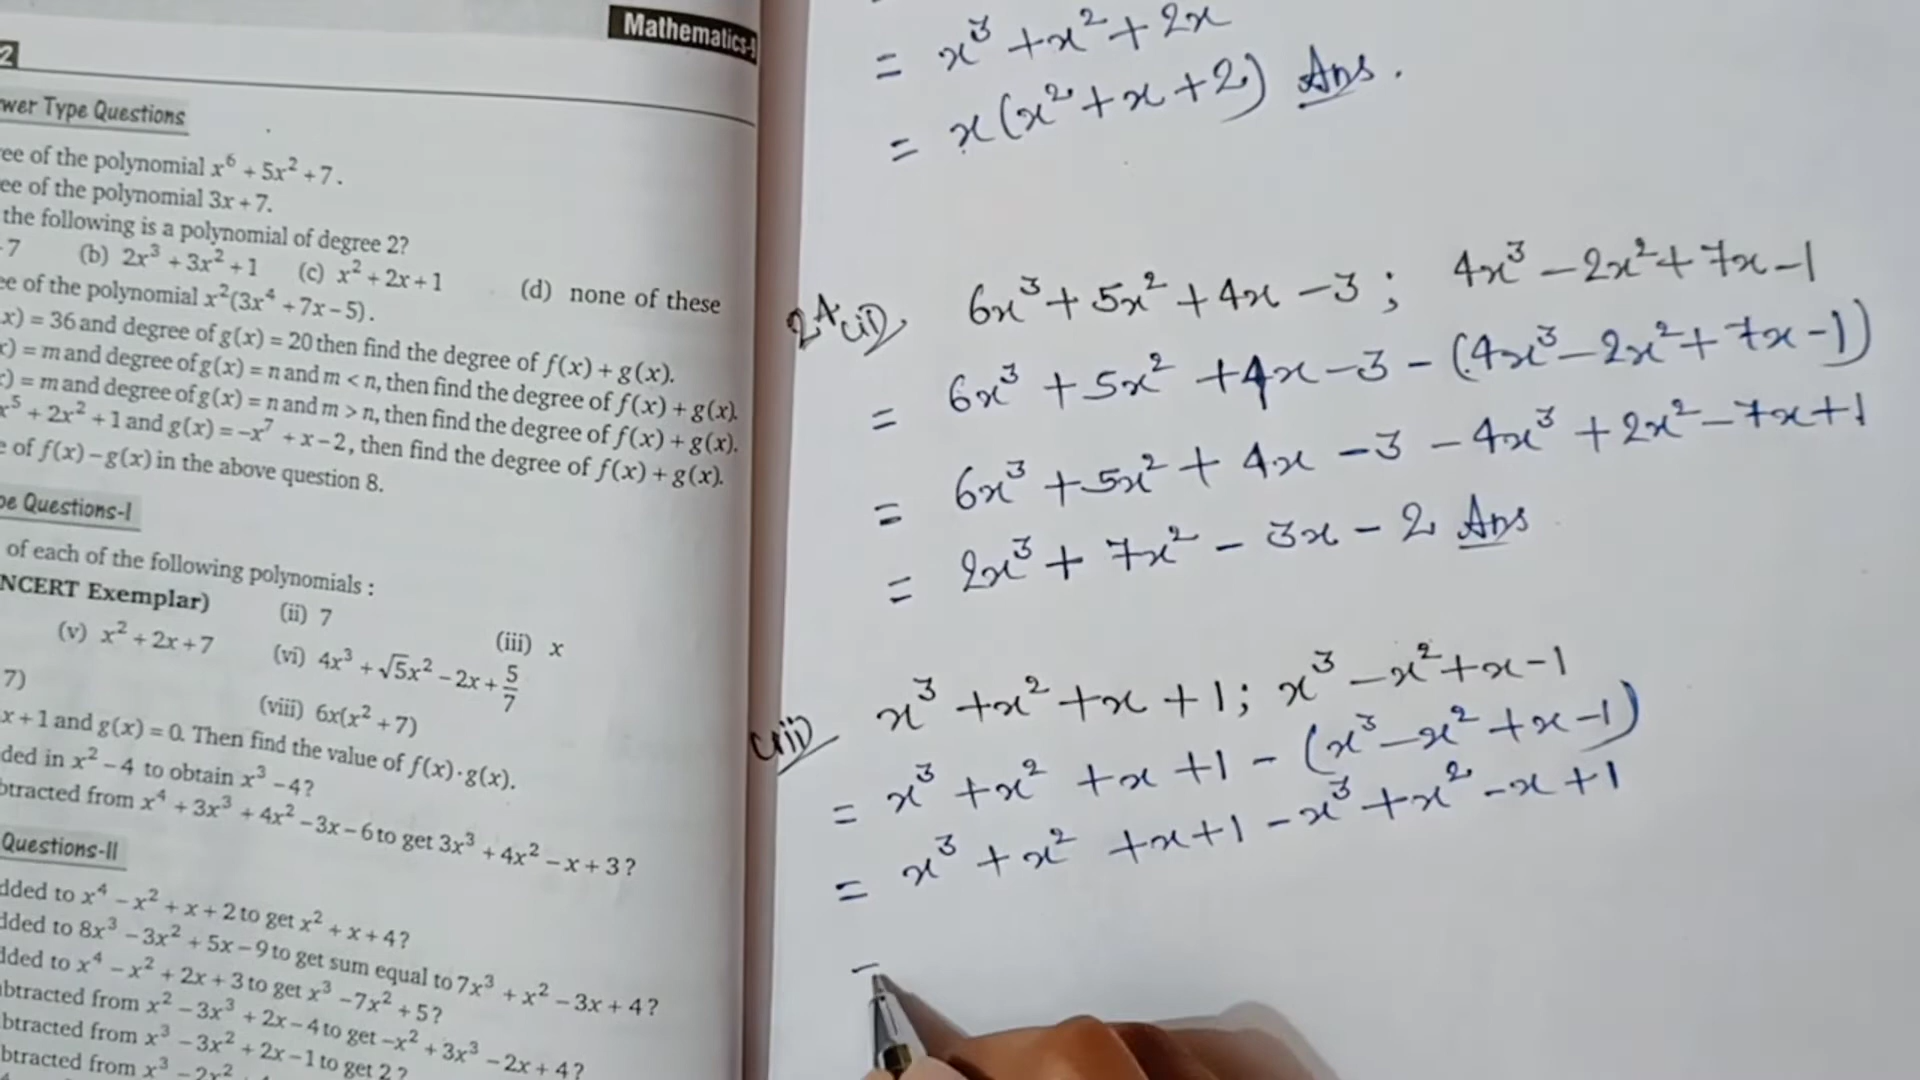 Mathematics-
2
wer Type Questions
ee of the polynomial x⁶ + 5x² + 7.
ee of the polynomial 3x + 7.
the following is a polynomial of degree 2?
7 (b) 2x³ + 3x² + 1 (c) x² + 2x + 1 (d) none of these
ee of the polynomial x²(3x⁴ + 7x − 5).
x) = 36 and degree of g(x) = 20 then find the degree of f(x) + g(x).
) = m and degree of g(x) = n and m < n, then find the degree of f(x) + g(x).
) = m and degree of g(x) = n and m > n, then find the degree of f(x) + g(x).
x⁵ + 2x² + 1 and g(x) = −x⁷ + x − 2, then find the degree of f(x) + g(x).
e of f(x) − g(x) in the above question 8.
pe Questions-I
of each of the following polynomials :
NCERT Exemplar) (ii) 7 (iii) x
(v) x² + 2x + 7 (vi) 4x³ + √5x² − 2x + 5/7
7) (viii) 6x(x² + 7)
x + 1 and g(x) = 0. Then find the value of f(x)·g(x).
ded in x² − 4 to obtain x³ − 4?
btracted from x⁴ + 3x³ + 4x² − 3x − 6 to get 3x³ + 4x² − x + 3?
Questions-II
dded to x⁴ − x² + x + 2 to get x² + x + 4?
dded to 8x³ − 3x² + 5x − 9 to get sum equal to 7x³ + x² − 3x + 4?
dded to x⁴ − x² + 2x + 3 to get x³ − 7x² + 5?
btracted from x² − 3x³ + 2x − 4 to get −x² + 3x³ − 2x + 4?
btracted from x³ − 3x² + 2x − 1 to get 2?
btracted from x³ − 2x²
= x³ + x² + 2x
= x(x² + x + 2) Ans.
2A(ii) 6x³ + 5x² + 4x − 3 ; 4x³ − 2x² + 7x − 1
= 6x³ + 5x² + 4x − 3 − (4x³ − 2x² + 7x − 1)
= 6x³ + 5x² + 4x − 3 − 4x³ + 2x² − 7x + 1
= 2x³ + 7x² − 3x − 2 Ans
(iii) x³ + x² + x + 1 ; x³ − x² + x − 1
= x³ + x² + x + 1 − (x³ − x² + x − 1)
= x³ + x² + x + 1 − x³ + x² − x + 1